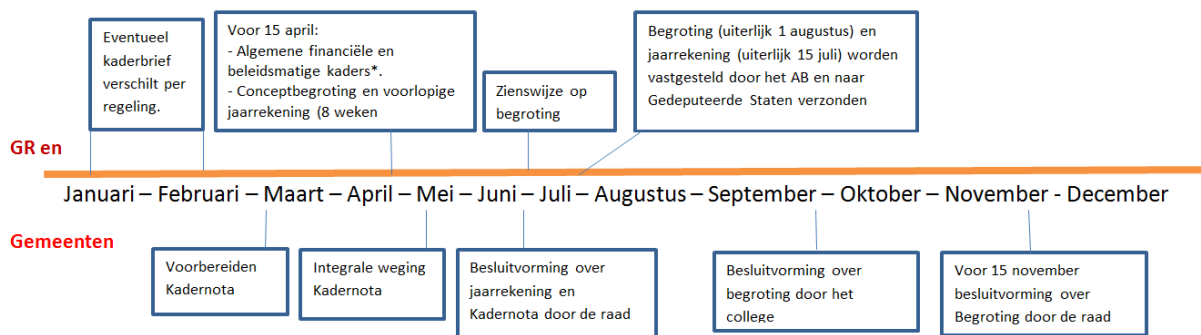 Eventueel
kaderbrief
verschilt per
regeling.
Voor 15 april:
- Algemene financiële en
beleidsmatige kaders*.
- Conceptbegroting en voorlopige
jaarrekening (8 weken
Zienswijze op
begroting
Begroting (uiterlijk 1 augustus) en
jaarrekening (uiterlijk 15 juli) worden
vastgesteld door het AB en naar
Gedeputeerde Staten verzonden
GR en
Januari – Februari – Maart – April – Mei – Juni – Juli – Augustus – September – Oktober – November - December
Gemeenten
Voorbereiden
Kadernota
Integrale weging
Kadernota
Besluitvorming over
jaarrekening en
Kadernota door de raad
Besluitvorming over
begroting door het
college
Voor 15 november
besluitvorming over
Begroting door de raad